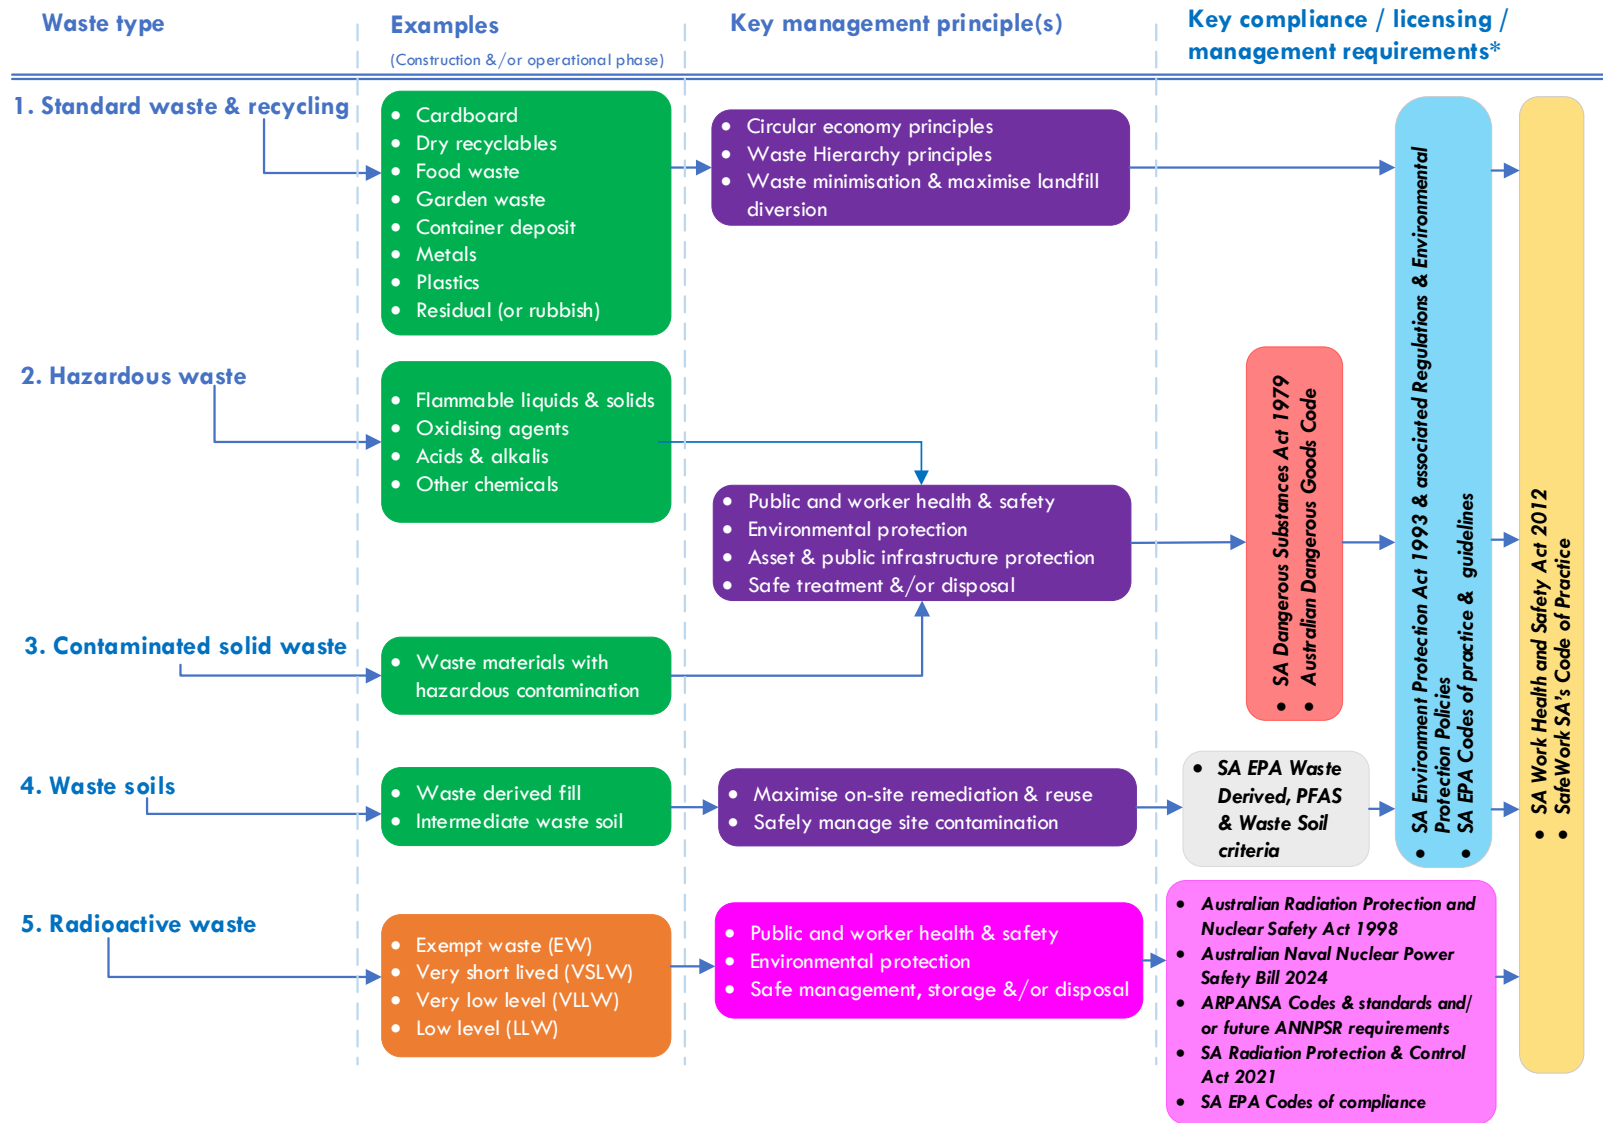 Waste type
Examples
(Construction &/or operational phase)
Key management principle(s)
Key compliance / licensing /
management requirements*
1. Standard waste & recycling
• Cardboard
• Dry recyclables
• Food waste
• Garden waste
• Container deposit
• Metals
• Plastics
• Residual (or rubbish)
• Circular economy principles
• Waste Hierarchy principles
• Waste minimisation & maximise landfill
diversion
2. Hazardous waste
• Flammable liquids & solids
• Oxidising agents
• Acids & alkalis
• Other chemicals
• Public and worker health & safety
• Environmental protection
• Asset & public infrastructure protection
• Safe treatment &/or disposal
3. Contaminated solid waste
• Waste materials with
hazardous contamination
• SA Dangerous Substances Act 1979
• Australian Dangerous Goods Code
4. Waste soils
• Waste derived fill
• Intermediate waste soil
• Maximise on-site remediation & reuse
• Safely manage site contamination
• SA EPA Waste
Derived, PFAS
& Waste Soil
criteria
• SA Environment Protection Act 1993 & associated Regulations & Environmental
Protection Policies
• SA EPA Codes of practice & guidelines
• SA Work Health and Safety Act 2012
• SafeWork SA's Code of Practice
5. Radioactive waste
• Exempt waste (EW)
• Very short lived (VSLW)
• Very low level (VLLW)
• Low level (LLW)
• Public and worker health & safety
• Environmental protection
• Safe management, storage &/or disposal
• Australian Radiation Protection and
Nuclear Safety Act 1998
• Australian Naval Nuclear Power
Safety Bill 2024
• ARPANSA Codes & standards and/
or future ANNPSR requirements
• SA Radiation Protection & Control
Act 2021
• SA EPA Codes of compliance